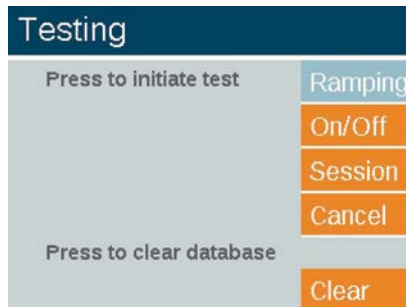 Testing
Press to initiate test
Ramping
On/Off
Session
Cancel
Press to clear database
Clear